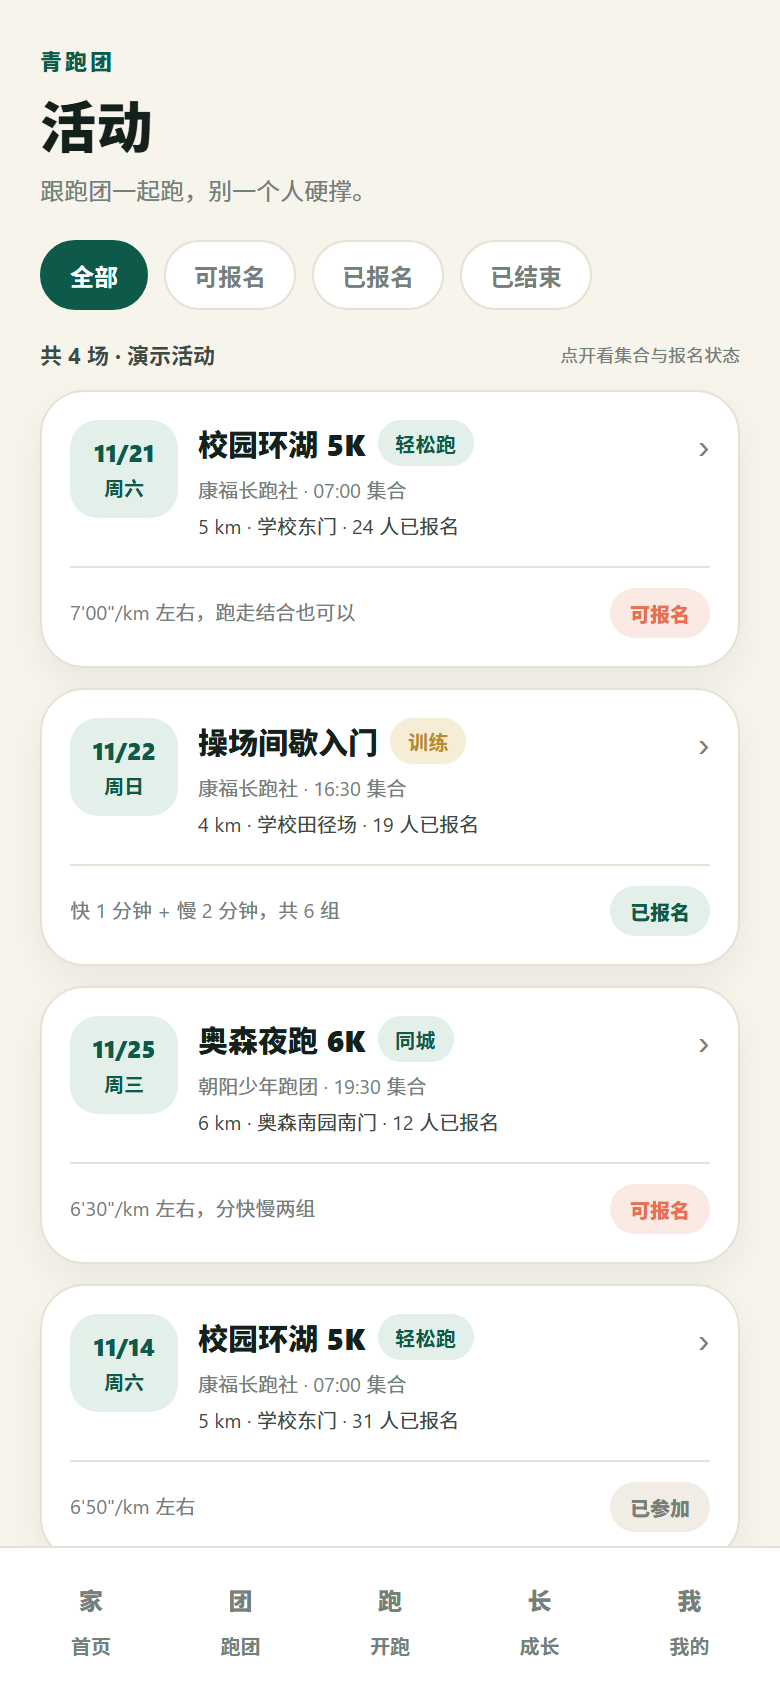 青跑团
活动
跟跑团一起跑，别一个人硬撑。
全部 可报名 已报名 已结束
共 4 场 · 演示活动 点开看集合与报名状态
11/21
周六
校园环湖 5K 轻松跑 ›
康福长跑社 · 07:00 集合
5 km · 学校东门 · 24 人已报名
7'00"/km 左右，跑走结合也可以 可报名
11/22
周日
操场间歇入门 训练 ›
康福长跑社 · 16:30 集合
4 km · 学校田径场 · 19 人已报名
快 1 分钟 + 慢 2 分钟，共 6 组 已报名
11/25
周三
奥森夜跑 6K 同城 ›
朝阳少年跑团 · 19:30 集合
6 km · 奥森南园南门 · 12 人已报名
6'30"/km 左右，分快慢两组 可报名
11/14
周六
校园环湖 5K 轻松跑 ›
康福长跑社 · 07:00 集合
5 km · 学校东门 · 31 人已报名
6'50"/km 左右 已参加
家 团 跑 长 我
首页 跑团 开跑 成长 我的